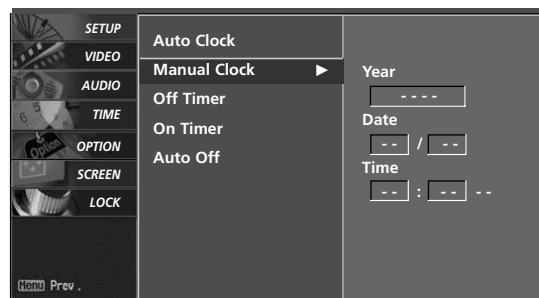 SETUP
VIDEO
AUDIO
TIME
OPTION
SCREEN
LOCK
Menu Prev.
Auto Clock
Manual Clock ►
Off Timer
On Timer
Auto Off
Year
- - - -
Date
- - / - -
Time
- - : - - - -